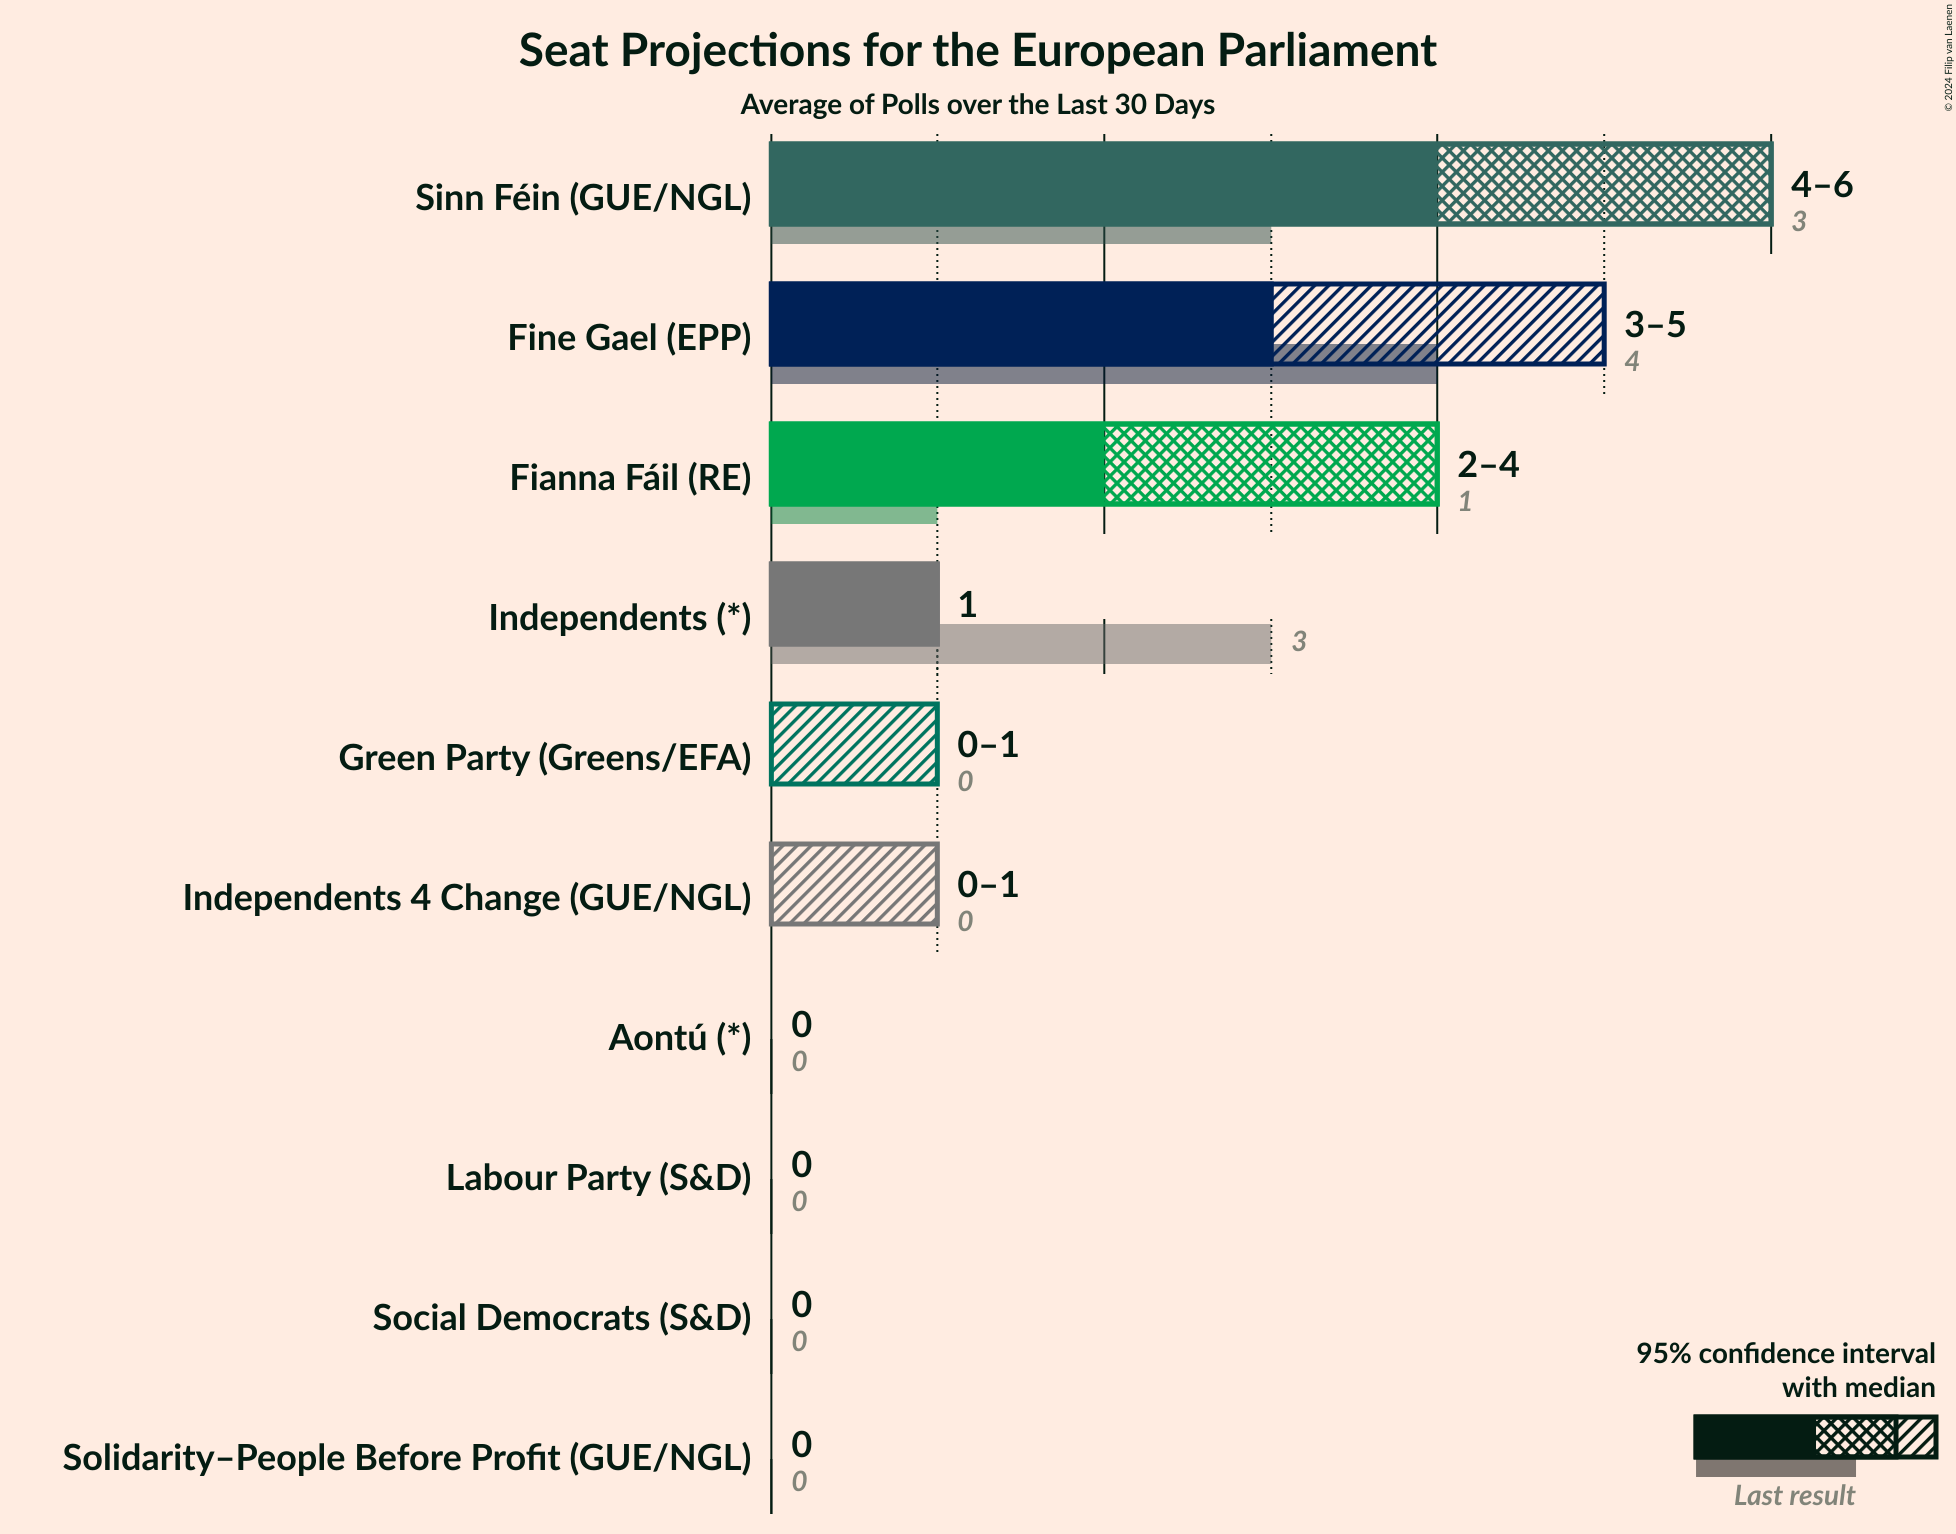 Seat Projections for the European Parliament
Average of Polls over the Last 30 Days
© 2024 Filip van Laenen
Sinn Féin (GUE/NGL)
4–6
3
Fine Gael (EPP)
3–5
4
Fianna Fáil (RE)
2–4
1
Independents (*)
1
3
Green Party (Greens/EFA)
0–1
0
Independents 4 Change (GUE/NGL)
0–1
0
Aontú (*)
0
0
Labour Party (S&D)
0
0
Social Democrats (S&D)
0
0
Solidarity–People Before Profit (GUE/NGL)
0
0
95% confidence interval
with median
Last result